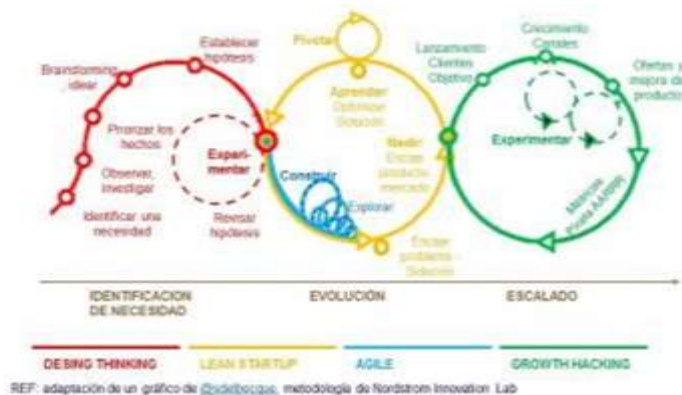 Establecer
hipótesis
Brainstorming
idear
Priorizar los
hechos
Observar,
investigar
Identificar una
necesidad
Experi-
mentar
Revisar
hipótesis
Pivotar
Aprender
Optimizar
Solución
Medir
Encaje
producto-
mercado
Construir
Explorar
Encaje
problema -
Solución
Lanzamiento
Clientes
Objetivo
Crecimiento
Canales
Ofertas y
mejora de
producto
Experimentar
Métricas
Pirata AARRR
IDENTIFICACION
DE NECESIDAD
EVOLUCIÓN
ESCALADO
DESING THINKING
LEAN STARTUP
AGILE
GROWTH HACKING
REF: adaptación de un gráfico de metodología de Nordstrom Innovation Lab